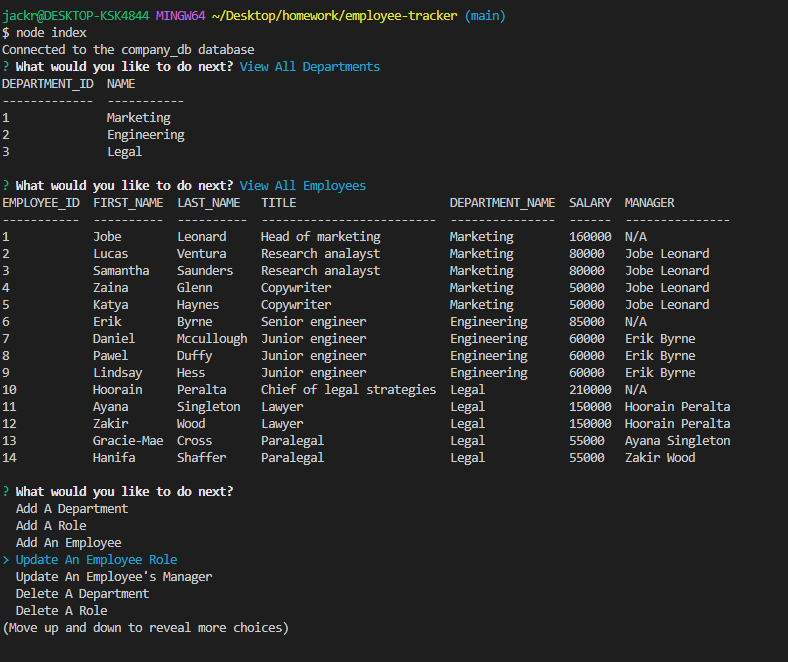 jackr@DESKTOP-KSK4844 MINGW64 ~/Desktop/homework/employee-tracker (main)
$ node index
Connected to the company_db database
? What would you like to do next? View All Departments
DEPARTMENT_ID  NAME
-------------  -----------
1              Marketing
2              Engineering
3              Legal
? What would you like to do next? View All Employees
EMPLOYEE_ID  FIRST_NAME  LAST_NAME   TITLE                     DEPARTMENT_NAME  SALARY  MANAGER
-----------  ----------  ----------  -------------------------  ---------------  ------  ---------------
1            Jobe        Leonard     Head of marketing          Marketing        160000  N/A
2            Lucas       Ventura     Research analayst          Marketing        80000   Jobe Leonard
3            Samantha    Saunders    Research analayst          Marketing        80000   Jobe Leonard
4            Zaina       Glenn       Copywriter                 Marketing        50000   Jobe Leonard
5            Katya       Haynes      Copywriter                 Marketing        50000   Jobe Leonard
6            Erik        Byrne       Senior engineer            Engineering      85000   N/A
7            Daniel      Mccullough  Junior engineer            Engineering      60000   Erik Byrne
8            Pawel       Duffy       Junior engineer            Engineering      60000   Erik Byrne
9            Lindsay     Hess        Junior engineer            Engineering      60000   Erik Byrne
10           Hoorain     Peralta     Chief of legal strategies  Legal            210000  N/A
11           Ayana       Singleton   Lawyer                     Legal            150000  Hoorain Peralta
12           Zakir       Wood        Lawyer                     Legal            150000  Hoorain Peralta
13           Gracie-Mae  Cross       Paralegal                  Legal            55000   Ayana Singleton
14           Hanifa      Shaffer     Paralegal                  Legal            55000   Zakir Wood
? What would you like to do next?
  Add A Department
  Add A Role
  Add An Employee
> Update An Employee Role
  Update An Employee's Manager
  Delete A Department
  Delete A Role
(Move up and down to reveal more choices)